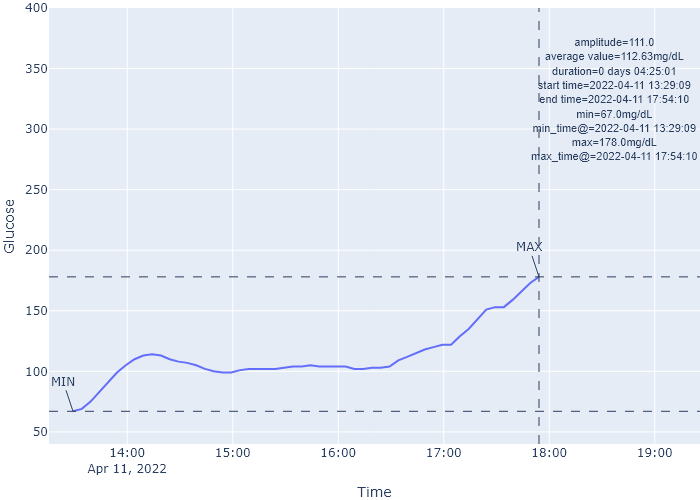 400
350
300
250
200
150
100
50
Glucose
amplitude=111.0
average value=112.63mg/dL
duration=0 days 04:25:01
start time=2022-04-11 13:29:09
end time=2022-04-11 17:54:10
min=67.0mg/dL
min_time@=2022-04-11 13:29:09
max=178.0mg/dL
max_time@=2022-04-11 17:54:10
MAX
MIN
14:00 15:00 16:00 17:00 18:00 19:00
Apr 11, 2022
Time